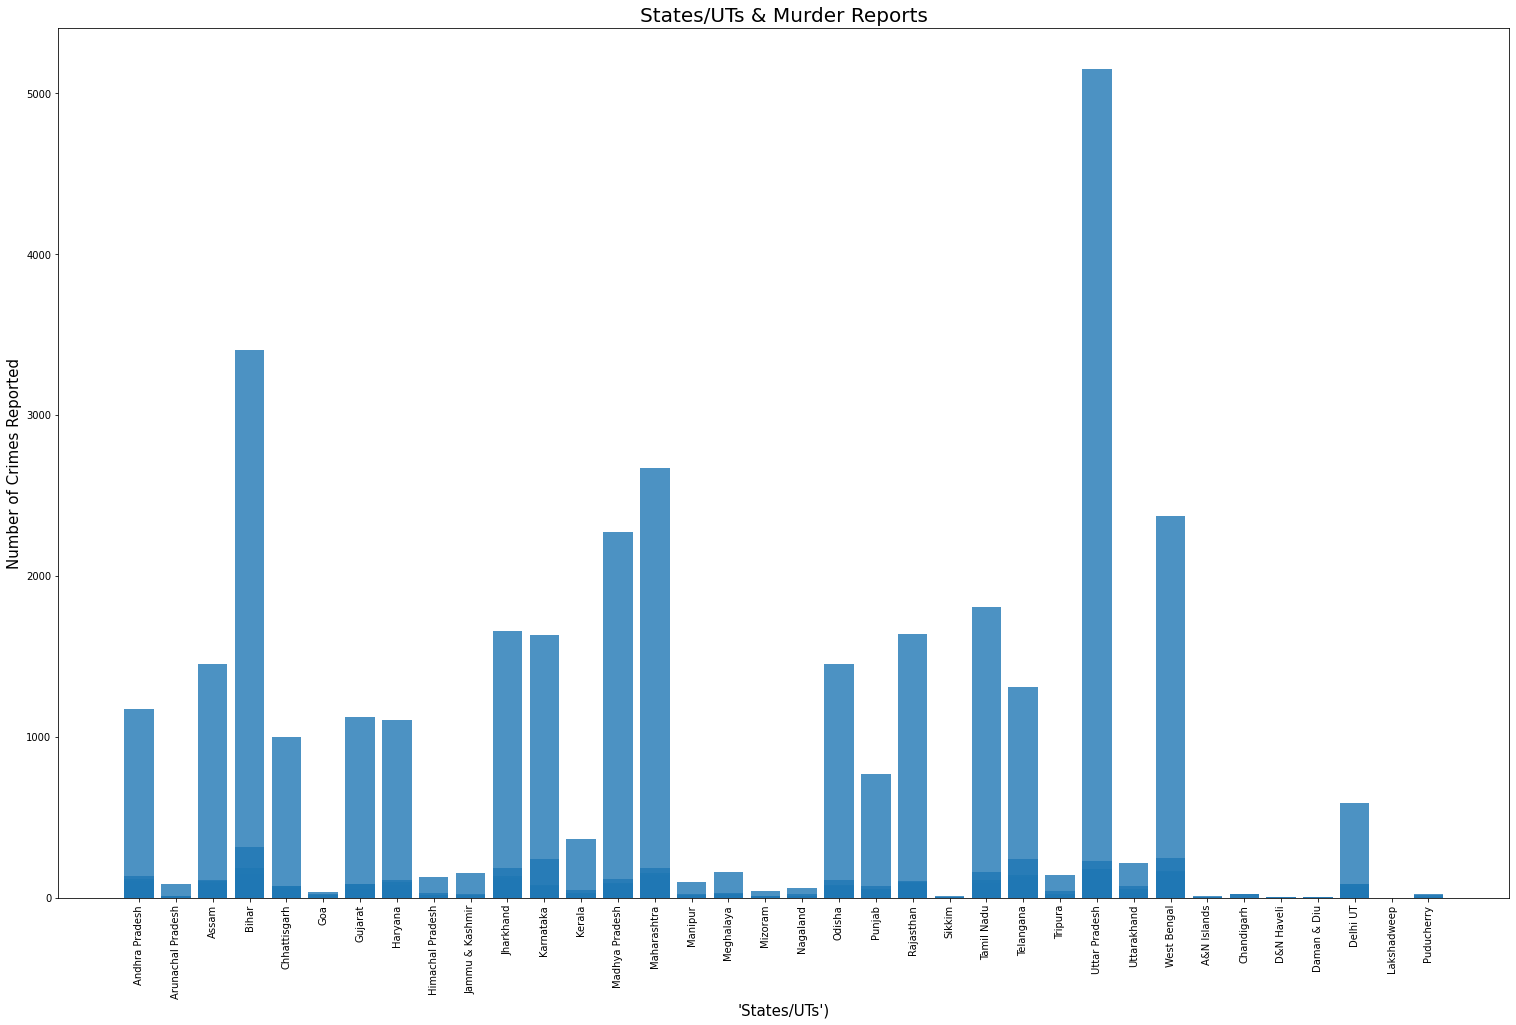 States/UTs & Murder Reports
Number of Crimes Reported
5000
4000
3000
2000
1000
0
Andhra Pradesh
Arunachal Pradesh
Assam
Bihar
Chhattisgarh
Goa
Gujarat
Haryana
Himachal Pradesh
Jammu & Kashmir
Jharkhand
Karnataka
Kerala
Madhya Pradesh
Maharashtra
Manipur
Meghalaya
Mizoram
Nagaland
Odisha
Punjab
Rajasthan
Sikkim
Tamil Nadu
Telangana
Tripura
Uttar Pradesh
Uttarakhand
West Bengal
A&N Islands
Chandigarh
D&N Haveli
Daman & Diu
Delhi UT
Lakshadweep
Puducherry
'States/UTs')